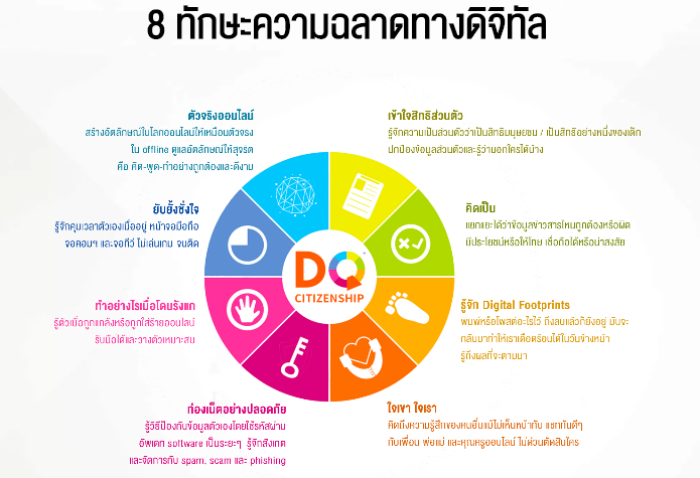 8 ทักษะความฉลาดทางดิจิทัล
ตัวจริงออนไลน์
สร้างอัตลักษณ์ในโลกออนไลน์ให้เหมือนตัวจริง
ใน offline ดูแลอัตลักษณ์ให้สุจริต
คือ คิด-พูด-ทำอย่างถูกต้องและดีงาม
เข้าใจสิทธิส่วนตัว
รู้จักความเป็นส่วนตัวว่าเป็นสิทธิมนุษยชน / เป็นสิทธิอย่างหนึ่งของเด็ก
ปกป้องข้อมูลส่วนตัวและรู้ว่าบอกใครได้บ้าง
ยับยั้งชั่งใจ
รู้จักคุมเวลาตัวเองเมื่ออยู่ หน้าจอมือถือ
จอคอมฯ และจอทีวี ไม่เล่นเกม จนติด
คิดเป็น
แยกแยะได้ว่าข้อมูลข่าวสารไหนถูกต้องหรือผิด
มีประโยชน์หรือให้โทษ เชื่อถือได้หรือน่าสงสัย
DQ
CITIZENSHIP
ทำอย่างไรเมื่อโดนรังแก
รู้ตัวเมื่อถูกแกล้งหรือถูกใส่ร้ายออนไลน์
รับมือได้และวางตัวเหมาะสม
รู้จัก Digital Footprints
พิมพ์หรือโพสต์อะไรไว้ ถึงลบแล้วก็ยังอยู่ มันจะ
กลับมาทำให้เราเดือดร้อนได้ในวันข้างหน้า
รู้ถึงผลที่จะตามมา
ท่องเน็ตอย่างปลอดภัย
รู้วิธีป้องกันข้อมูลตัวเองโดยใช้รหัสผ่าน
อัพเดท software เป็นระยะๆ รู้จักสังเกต
และจัดการกับ spam, scam และ phishing
ใจเขา ใจเรา
คิดถึงความรู้สึกของคนอื่นแม้ไม่เห็นหน้ากัน แชทกันดีๆ
กับเพื่อน พ่อแม่ และคุณครูออนไลน์ ไม่ด่วนตัดสินใคร